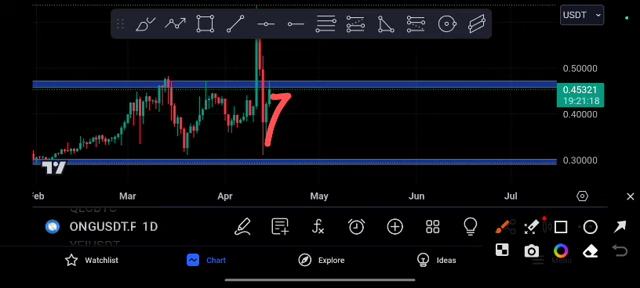 USDT
0.50000
0.45321
19:21:18
0.40000
0.30000
eb Mar Apr May Jun Jul
ONGUSDT.P 1D
Watchlist Chart Explore Ideas